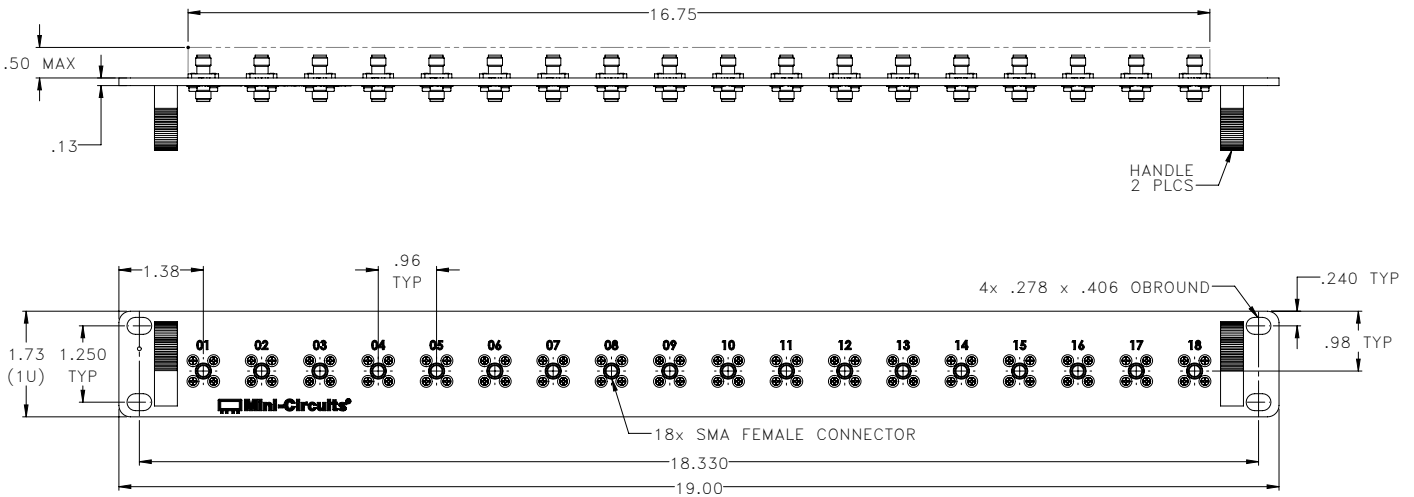 16.75
.50 MAX
.13
HANDLE
2 PLCS
1.38
.96
TYP
4x .278 x .406 OBROUND
.240 TYP
1.73
(1U)
1.250
TYP
.98 TYP
01 02 03 04 05 06 07 08 09 10 11 12 13 14 15 16 17 18
Mini-Circuits®
18x SMA FEMALE CONNECTOR
18.330
19.00